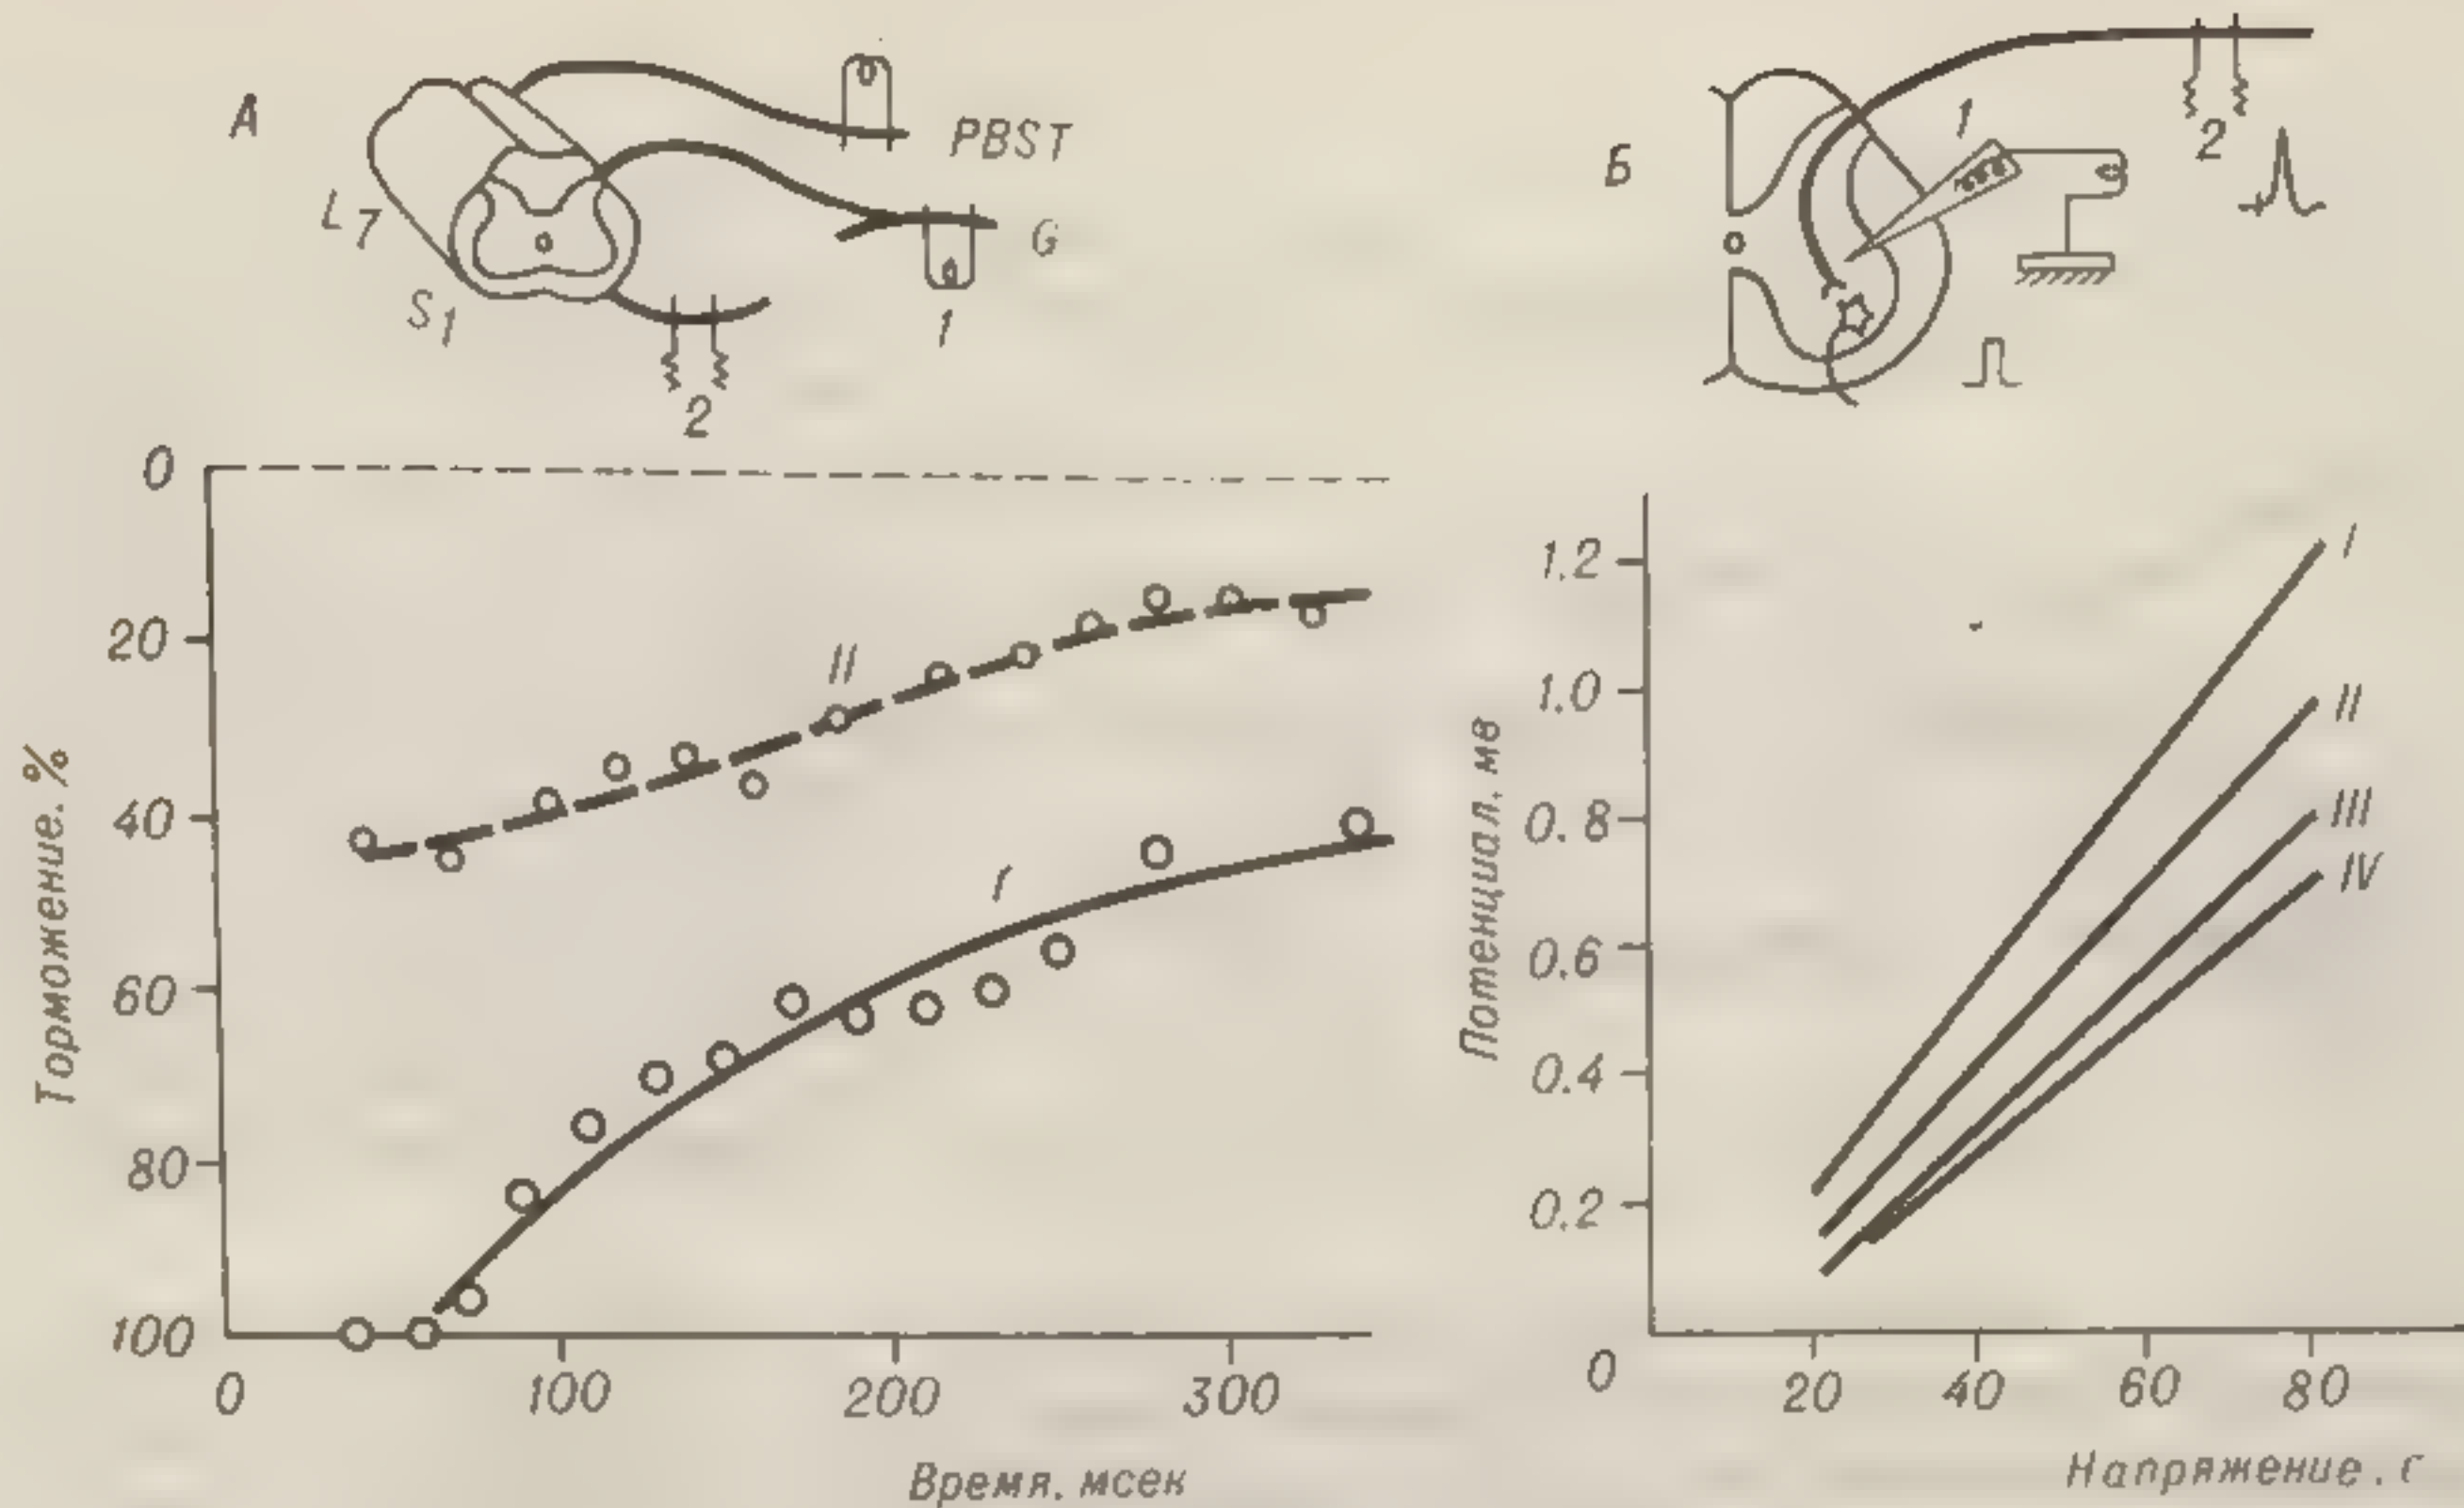 А
PBST
G
L7
S1
1
2
Б
1
2
0
20
40
60
80
100
Торможение. %
II
I
0
100
200
300
Время. мсек
1.2
1.0
0.8
0.6
0.4
0.2
0
Потенциал. мв
I
II
III
IV
20
40
60
80
Напряжение. г